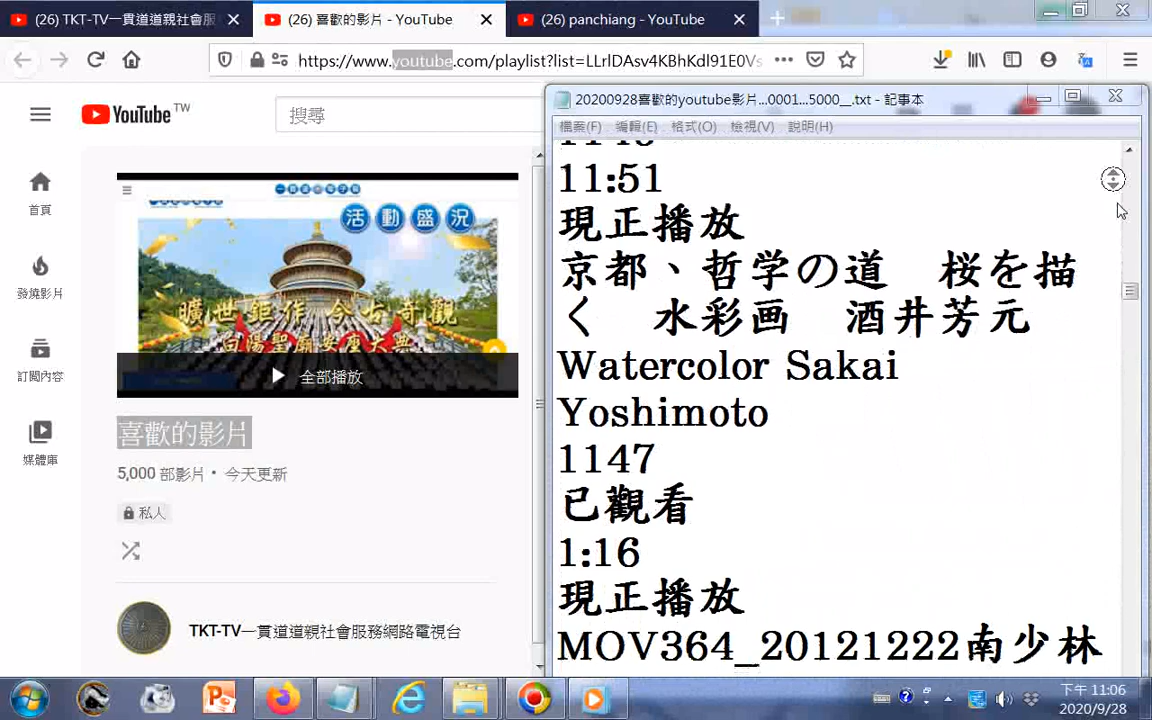 (26) TKT-TV一貫道道親社會服
(26) 喜歡的影片 - YouTube
(26) panchiang - YouTube
https://www.youtube.com/playlist?list=LLrlDAsv4KBhKdl91E0Vs
YouTube TW
搜尋
首頁
發燒影片
訂閱內容
媒體庫
活動盛況
曠世鉅作 今古奇觀
白陽聖廟安座大典
全部播放
喜歡的影片
5,000 部影片・今天更新
私人
TKT-TV一貫道道親社會服務網路電視台
20200928喜歡的youtube影片...0001...5000__.txt - 記事本
檔案(F) 編輯(E) 格式(O) 檢視(V) 說明(H)
11:51
現正播放
京都、哲学の道　桜を描
く　水彩画　酒井芳元
Watercolor Sakai
Yoshimoto
1147
已觀看
1:16
現正播放
MOV364_20121222南少林
下午 11:06
2020/9/28